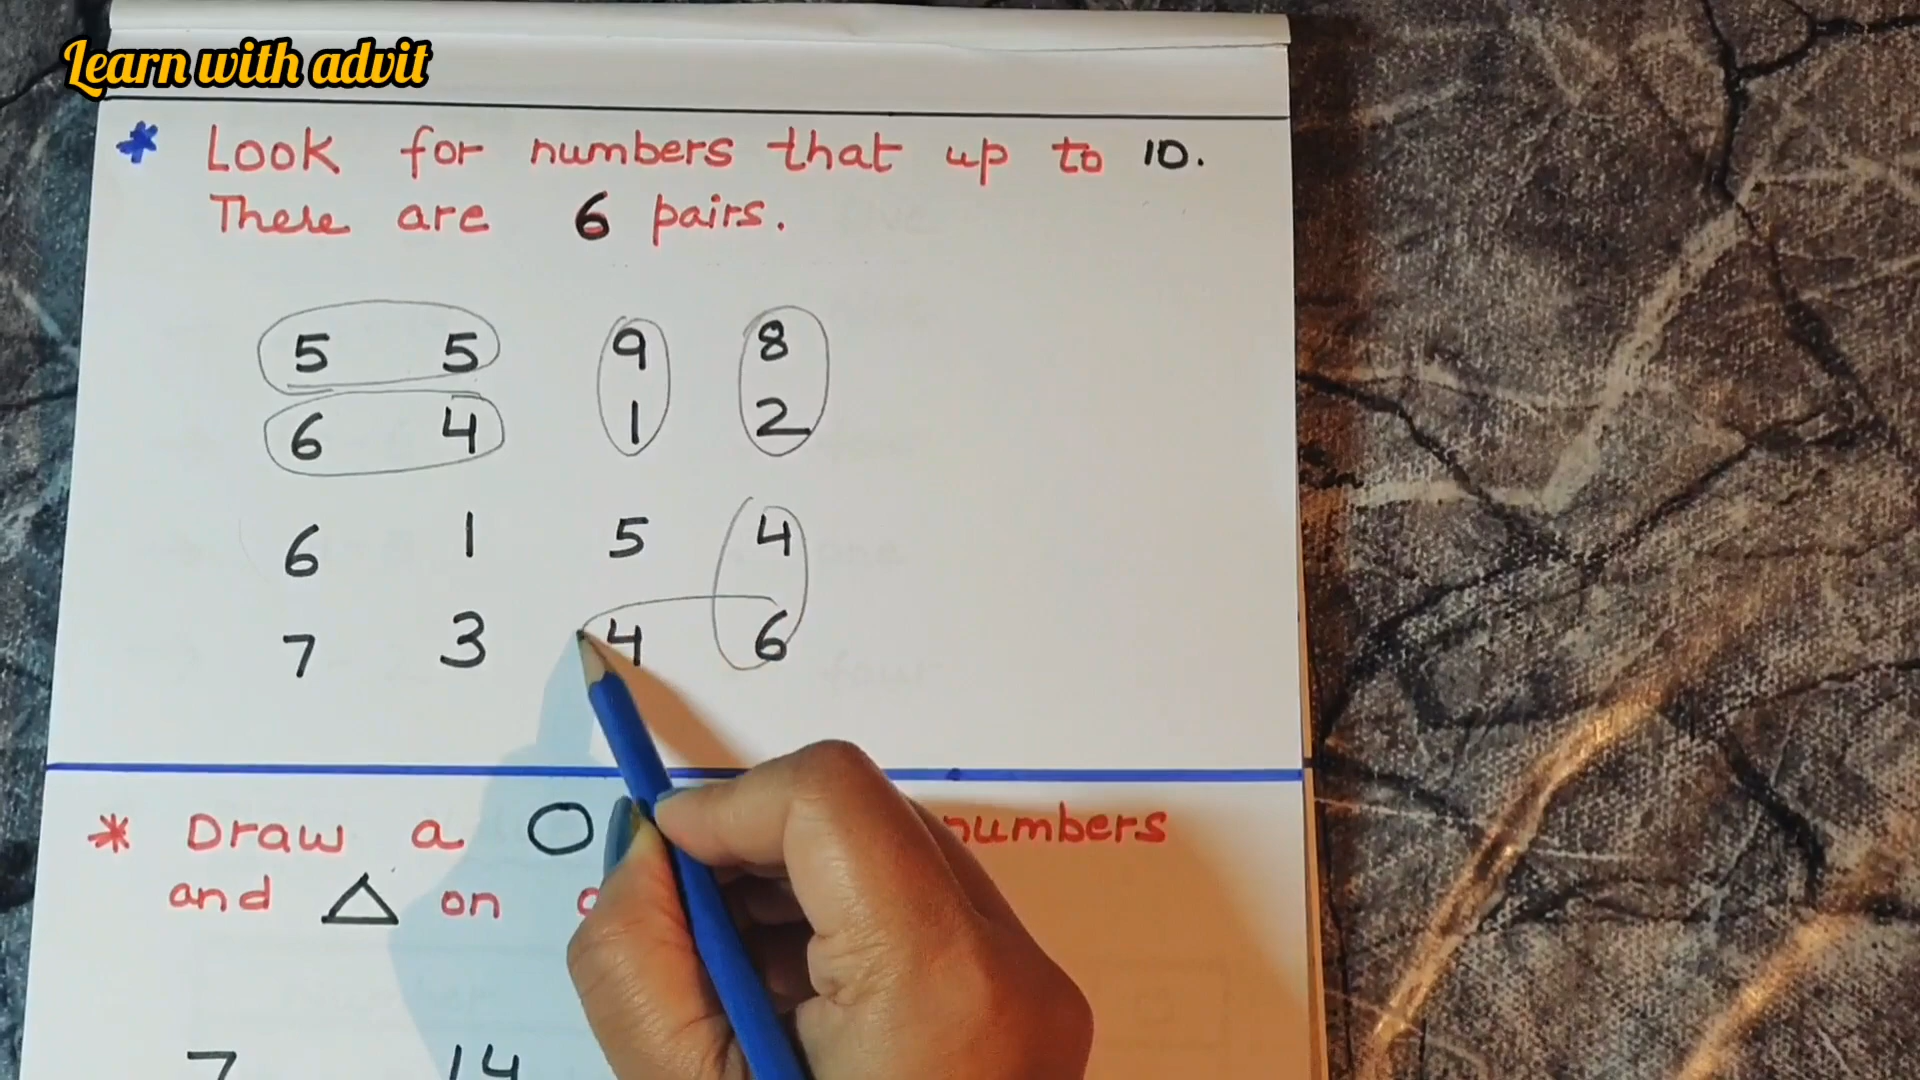 Learn with advit
* Look for numbers that up to 10.
There are 6 pairs.
5 5 9 8
6 4 1 2
6 1 5 4
7 3 4 6
* Draw a numbers
and on
7 14